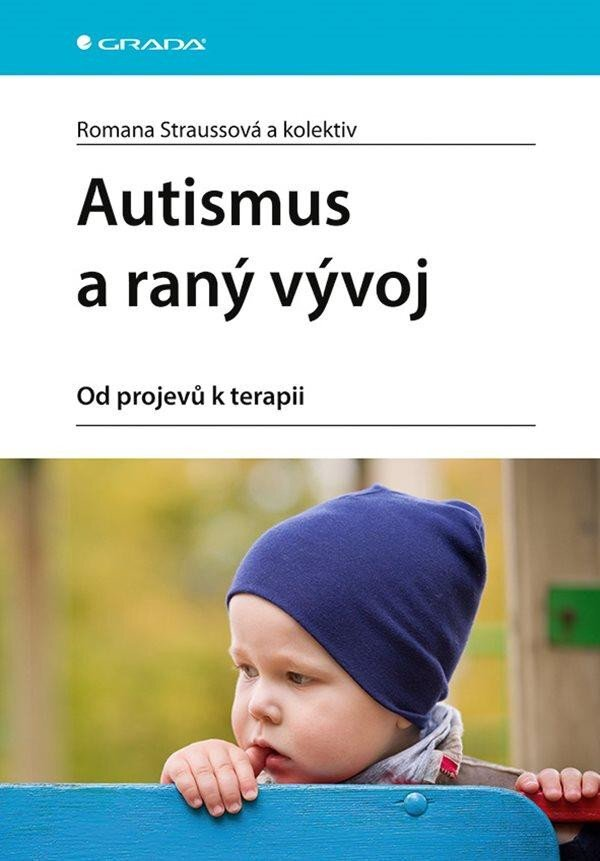 GRADA
Romana Straussová a kolektiv
Autismus
a raný vývoj
Od projevů k terapii